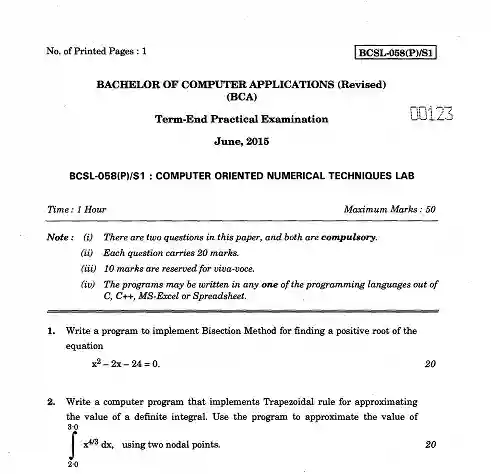 No. of Printed Pages : 1 BCSL-058(P)/S1
BACHELOR OF COMPUTER APPLICATIONS (Revised)
(BCA)
00123
Term-End Practical Examination
June, 2015
BCSL-058(P)/S1 : COMPUTER ORIENTED NUMERICAL TECHNIQUES LAB
Time : 1 Hour Maximum Marks : 50
Note : (i) There are two questions in this paper, and both are compulsory.
(ii) Each question carries 20 marks.
(iii) 10 marks are reserved for viva-voce.
(iv) The programs may be written in any one of the programming languages out of
C, C++, MS-Excel or Spreadsheet.
1. Write a program to implement Bisection Method for finding a positive root of the
equation
x² – 2x – 24 = 0. 20
2. Write a computer program that implements Trapezoidal rule for approximating
the value of a definite integral. Use the program to approximate the value of
3·0
∫ x^4/3 dx, using two nodal points. 20
2·0